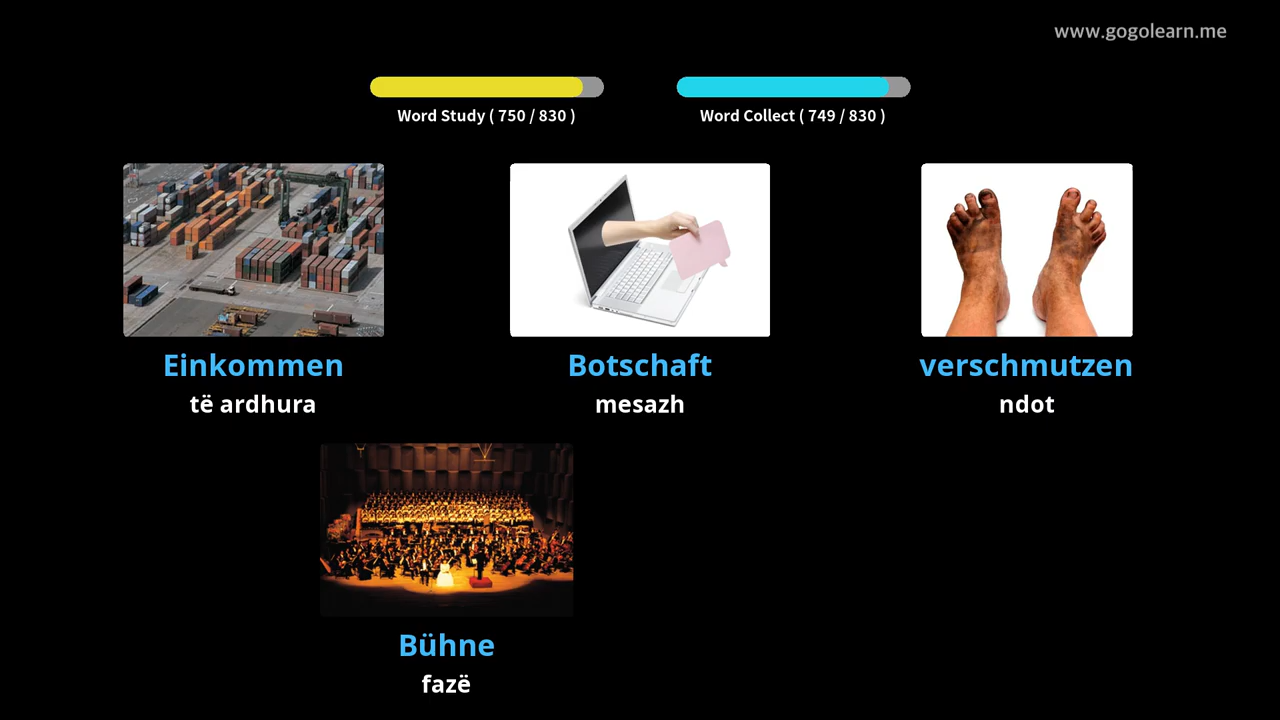 www.gogolearn.me
Word Study ( 750 / 830 )
Word Collect ( 749 / 830 )
Einkommen
të ardhura
Botschaft
mesazh
verschmutzen
ndot
Bühne
fazë